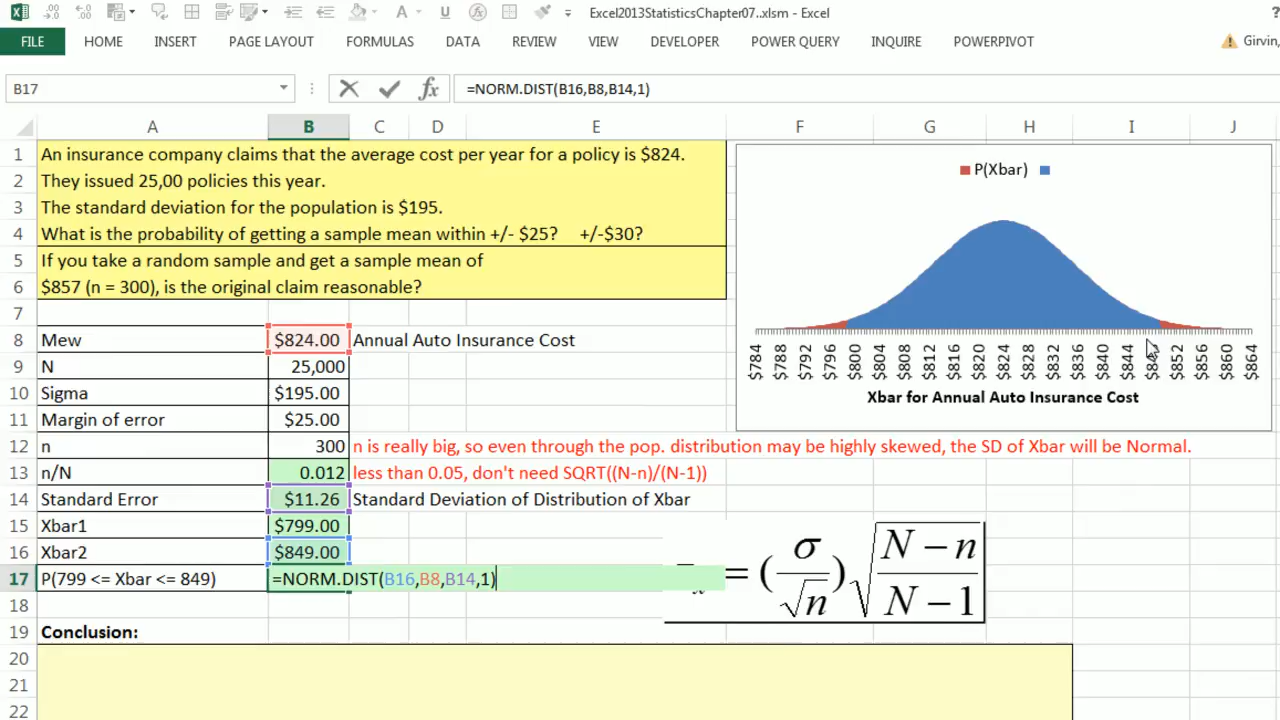 Excel2013StatisticsChapter07..xlsm - Excel
?
FILE HOME INSERT PAGE LAYOUT FORMULAS DATA REVIEW VIEW DEVELOPER POWER QUERY INQUIRE POWERPIVOT Girvin,
B17 fx =NORM.DIST(B16,B8,B14,1)
A B C D E F G H I J
1 An insurance company claims that the average cost per year for a policy is $824.
2 They issued 25,00 policies this year.
3 The standard deviation for the population is $195.
4 What is the probability of getting a sample mean within +/- $25? +/-$30?
5 If you take a random sample and get a sample mean of
6 $857 (n = 300), is the original claim reasonable?
7
8 Mew $824.00 Annual Auto Insurance Cost
9 N 25,000
10 Sigma $195.00
11 Margin of error $25.00
12 n 300 n is really big, so even through the pop. distribution may be highly skewed, the SD of Xbar will be Normal.
13 n/N 0.012 less than 0.05, don't need SQRT((N-n)/(N-1))
14 Standard Error $11.26 Standard Deviation of Distribution of Xbar
15 Xbar1 $799.00
16 Xbar2 $849.00
17 P(799 <= Xbar <= 849) =NORM.DIST(B16,B8,B14,1)
18
19 Conclusion:
20
21
22
P(Xbar)
$784 $792 $796 $800 $804 $808 $812 $816 $820 $824 $828 $832 $836 $840 $844 $852 $856 $860 $864
Xbar for Annual Auto Insurance Cost
= (σ/√n)√(N − n / N − 1)